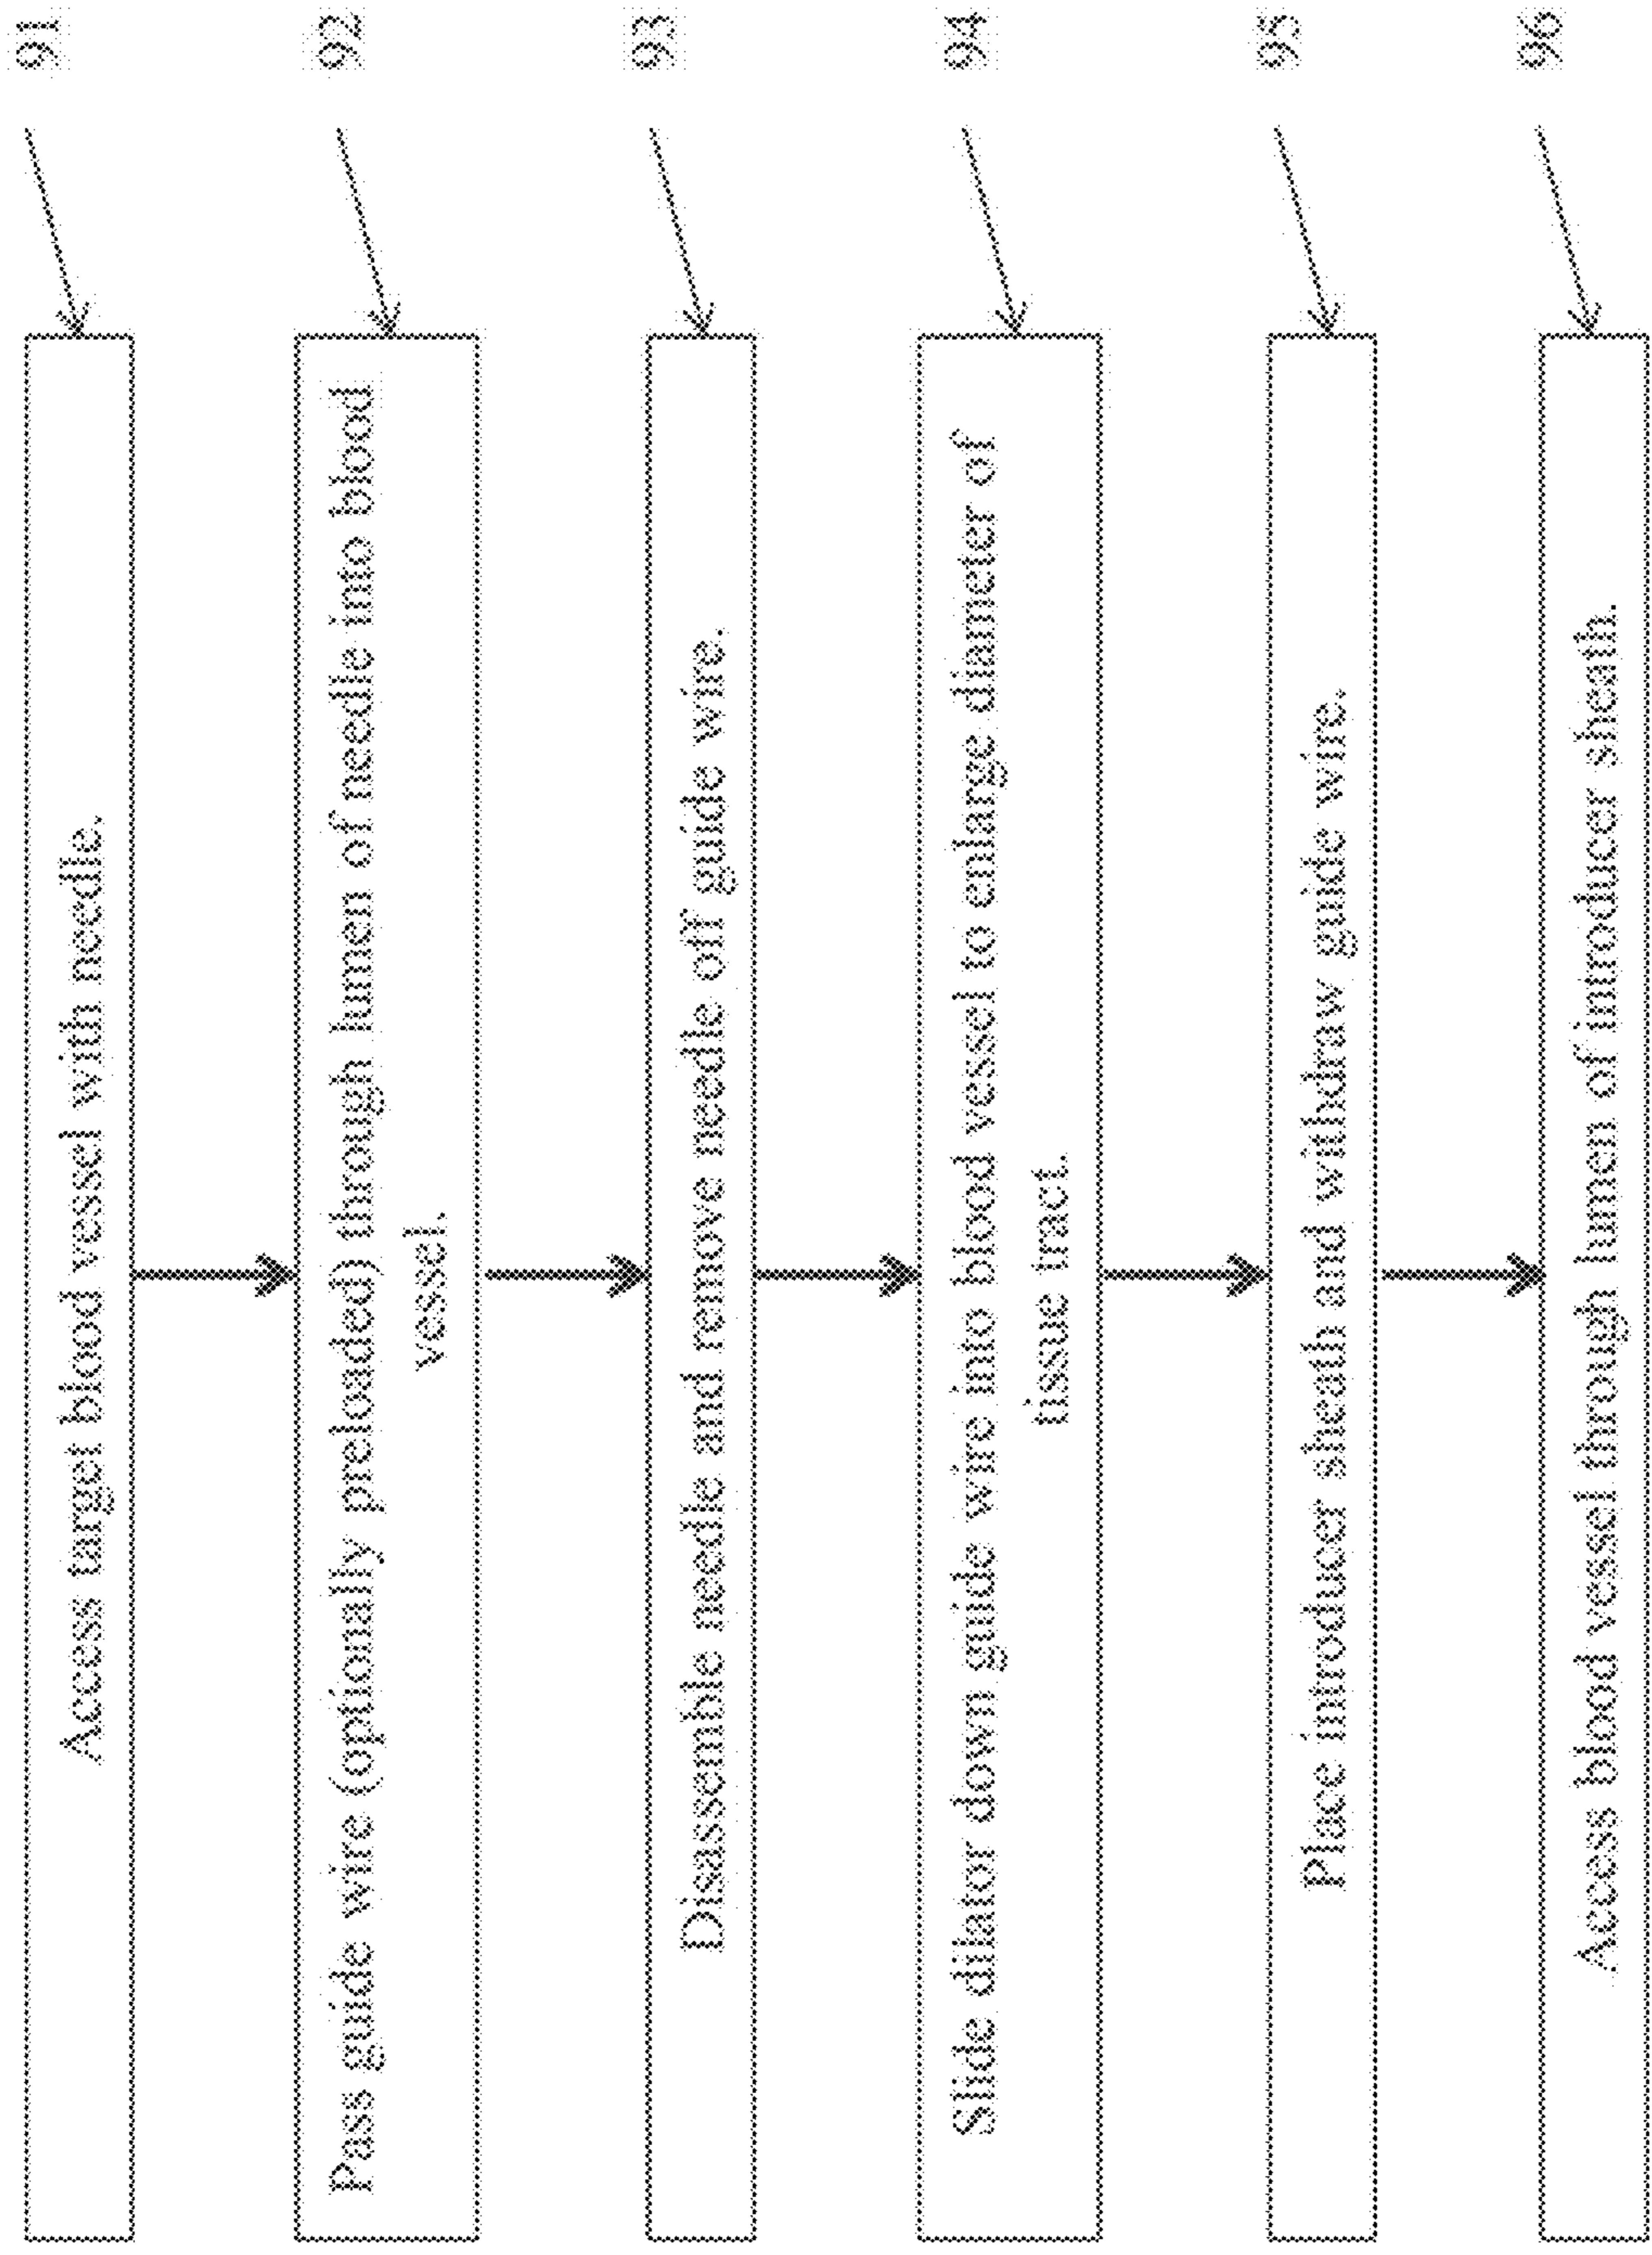 91
Access target blood vessel with needle.
92
Pass guide wire (optionally preloaded) through lumen of needle into blood
vessel.
93
Disassemble needle and remove needle off guide wire.
94
Slide dilator down guide wire into blood vessel to enlarge diameter of
tissue tract.
95
Place introducer sheath and withdraw guide wire.
96
Access blood vessel through lumen of introducer sheath.